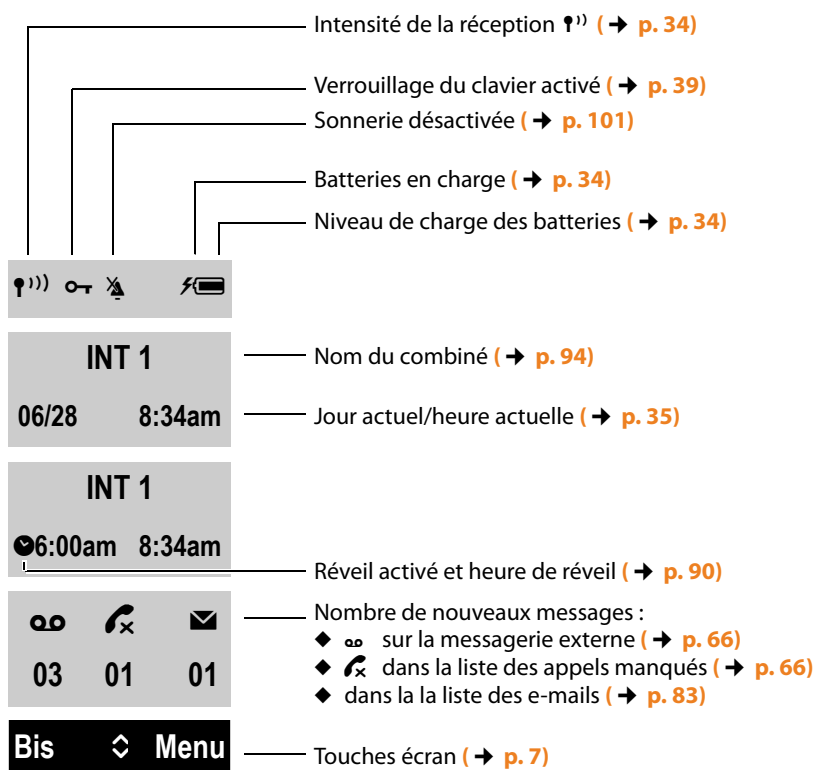 Intensité de la réception (➔ p. 34)
Verrouillage du clavier activé (➔ p. 39)
Sonnerie désactivée (➔ p. 101)
Batteries en charge (➔ p. 34)
Niveau de charge des batteries (➔ p. 34)
INT 1
Nom du combiné (➔ p. 94)
06/28 8:34am
Jour actuel/heure actuelle (➔ p. 35)
INT 1
6:00am 8:34am
Réveil activé et heure de réveil (➔ p. 90)
Nombre de nouveaux messages :
◆ sur la messagerie externe (➔ p. 66)
03 01 01
◆ dans la liste des appels manqués (➔ p. 66)
◆ dans la la liste des e-mails (➔ p. 83)
Bis Menu
Touches écran (➔ p. 7)